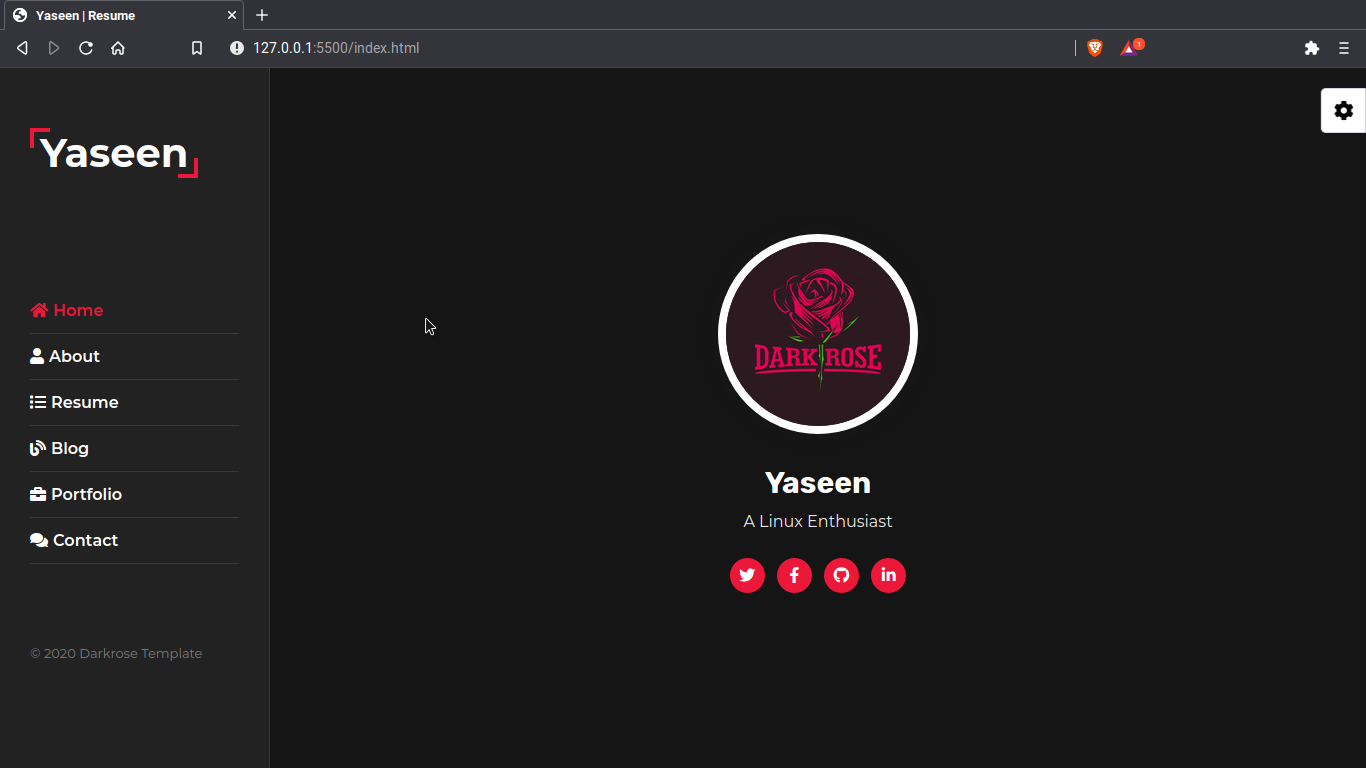 Yaseen | Resume
127.0.0.1:5500/index.html
1
Yaseen
Home
About
Resume
Blog
Portfolio
Contact
© 2020 Darkrose Template
DARK ROSE
Yaseen
A Linux Enthusiast